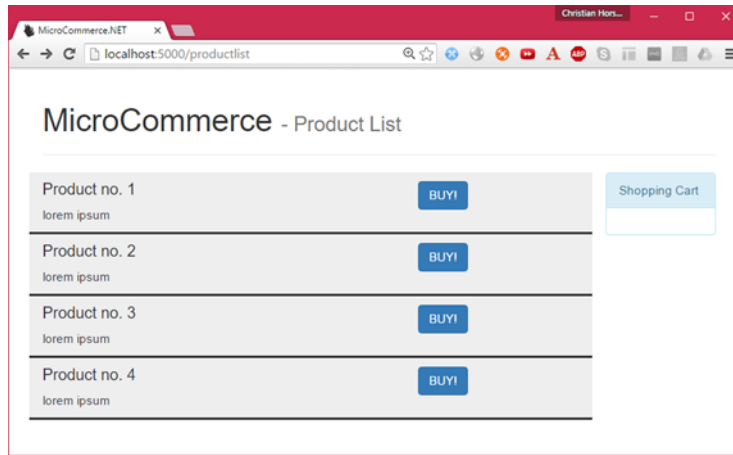 Christian Hors...
MicroCommerce.NET
localhost:5000/productlist
MicroCommerce - Product List
Product no. 1
BUY!
lorem ipsum
Shopping Cart
Product no. 2
BUY!
lorem ipsum
Product no. 3
BUY!
lorem ipsum
Product no. 4
BUY!
lorem ipsum